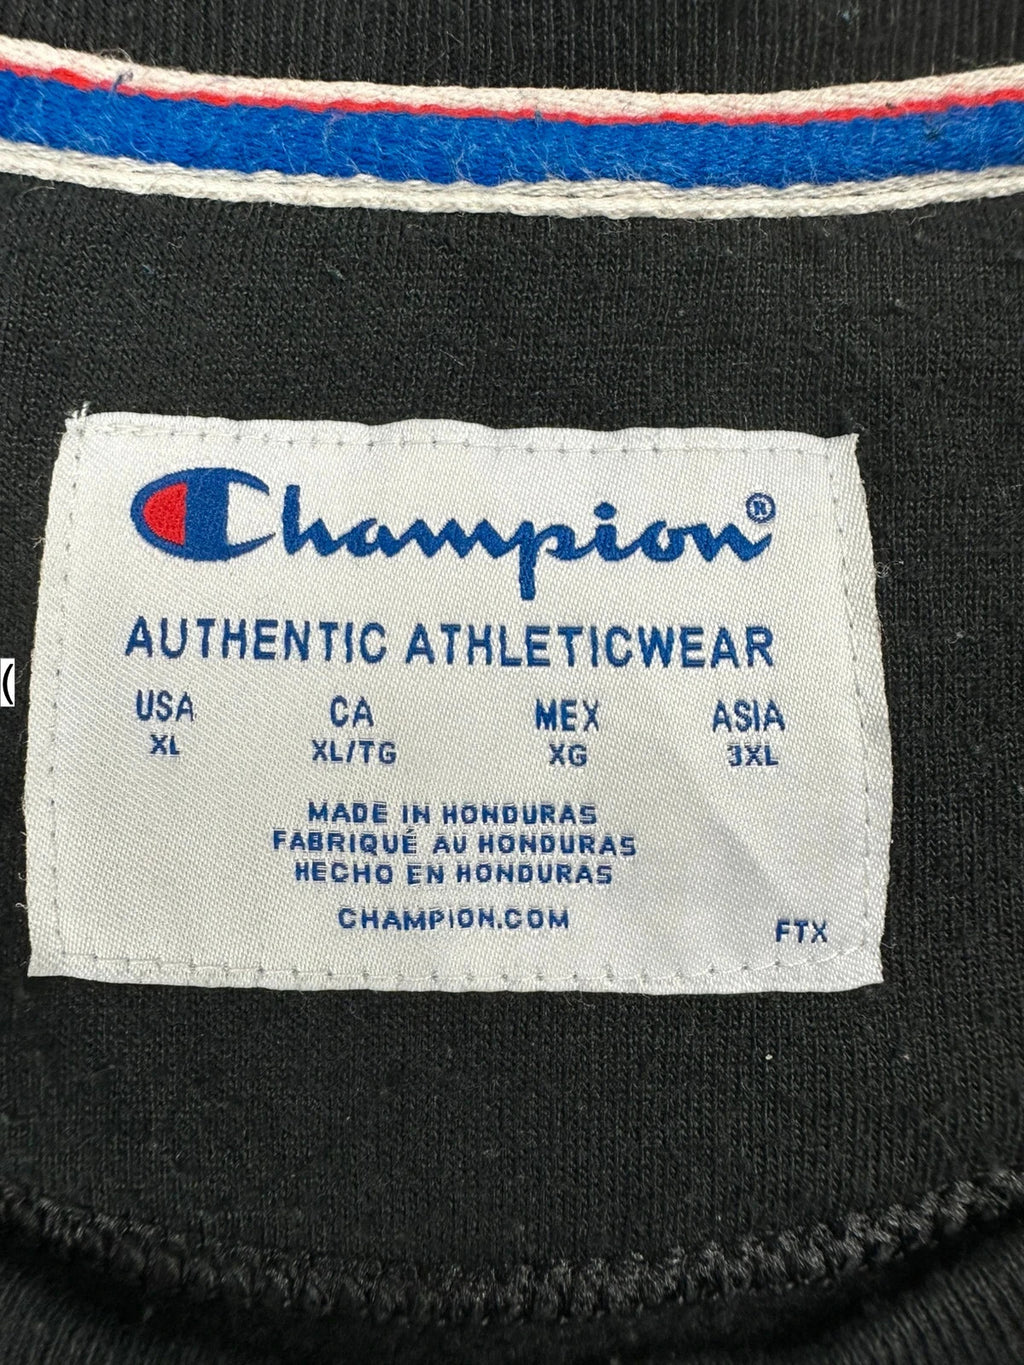 Champion®
AUTHENTIC ATHLETICWEAR
USA CA MEX ASIA
XL XL/TG XG 3XL
MADE IN HONDURAS
FABRIQUÉ AU HONDURAS
HECHO EN HONDURAS
CHAMPION.COM
FTX
(